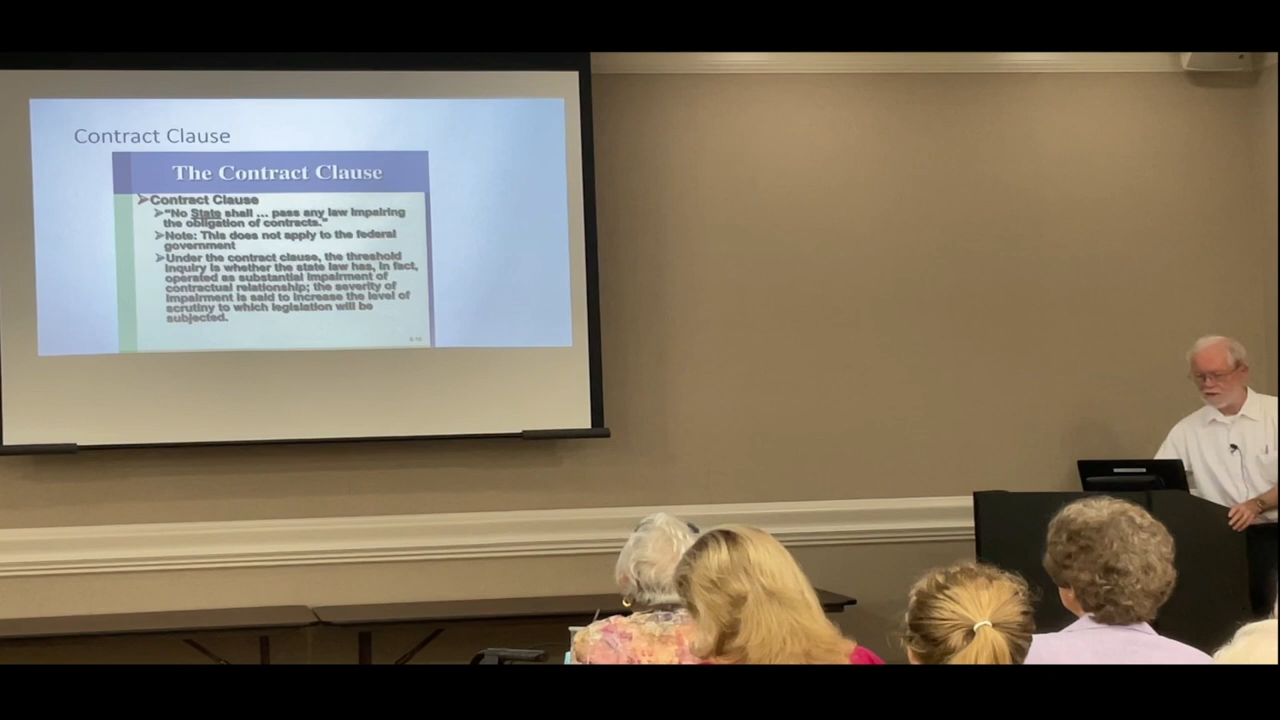 Contract Clause
The Contract Clause
➢Contract Clause
➢"No State shall ... pass any law impairing
the obligation of contracts."
➢Note: This does not apply to the federal
government
➢Under the contract clause, the threshold
inquiry is whether the state law has, in fact,
operated as substantial impairment of
contractual relationship; the severity of
impairment is said to increase the level of
scrutiny to which legislation will be
subjected.